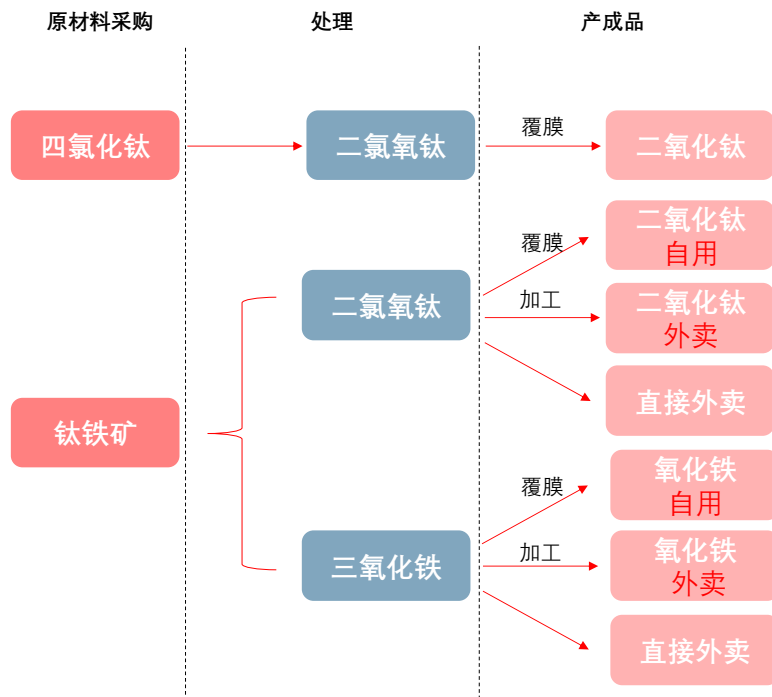 原材料采购
处理
产成品
四氯化钛
二氯氧钛
覆膜
二氧化钛
钛铁矿
二氯氧钛
覆膜
二氧化钛
自用
加工
二氧化钛
外卖
直接外卖
三氧化铁
覆膜
氧化铁
自用
加工
氧化铁
外卖
直接外卖